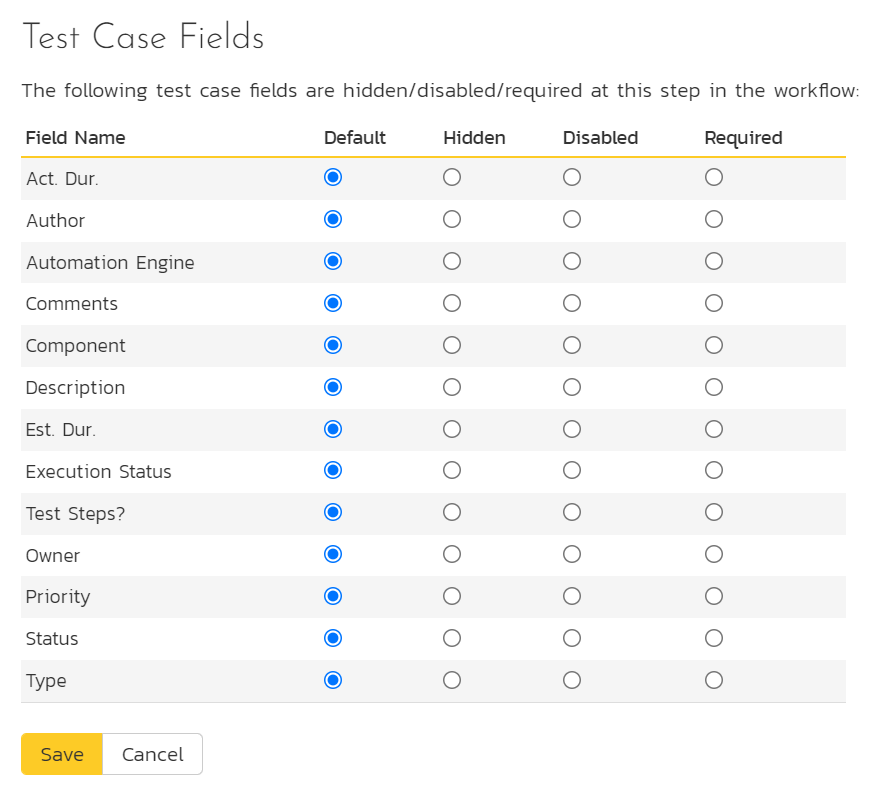 Test Case Fields
The following test case fields are hidden/disabled/required at this step in the workflow:
Field Name Default Hidden Disabled Required
Act. Dur.
Author
Automation Engine
Comments
Component
Description
Est. Dur.
Execution Status
Test Steps?
Owner
Priority
Status
Type
Save Cancel